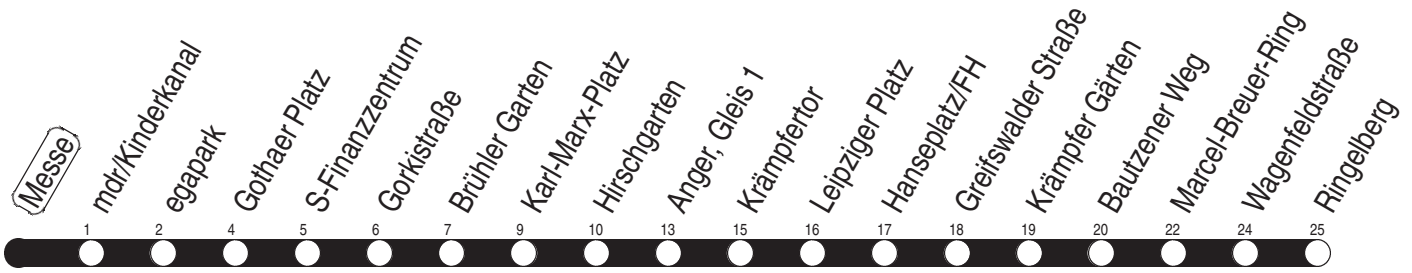 Messe
mdr/Kinderkanal
egapark
Gothaer Platz
S-Finanzzentrum
Gorkistraße
Brühler Garten
Karl-Marx-Platz
Hirschgarten
Anger, Gleis 1
Krämpfertor
Leipziger Platz
Hanseplatz/FH
Greifswalder Straße
Krämpfer Gärten
Bautzener Weg
Marcel-Breuer-Ring
Wagenfeldstraße
Ringelberg
1 2 4 5 6 7 9 10 13 15 16 17 18 19 20 22 24 25